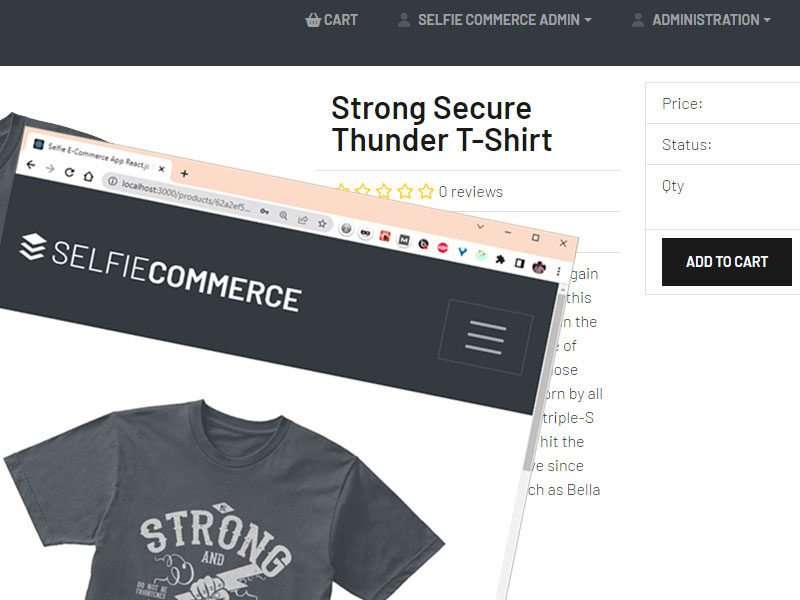 CART
SELFIE COMMERCE ADMIN
ADMINISTRATION
Strong Secure
Thunder T-Shirt
0 reviews
Price:
Status:
Qty
ADD TO CART
Selfie E-Commerce App React.js
localhost:3000/products/62a2ef5...
SELFIECOMMERCE
gain
this
n the
of
ose
orn by all
triple-S
hit the
ve since
ch as Bella
STRONG
AND
DO NOT BE
FRIGHTENED